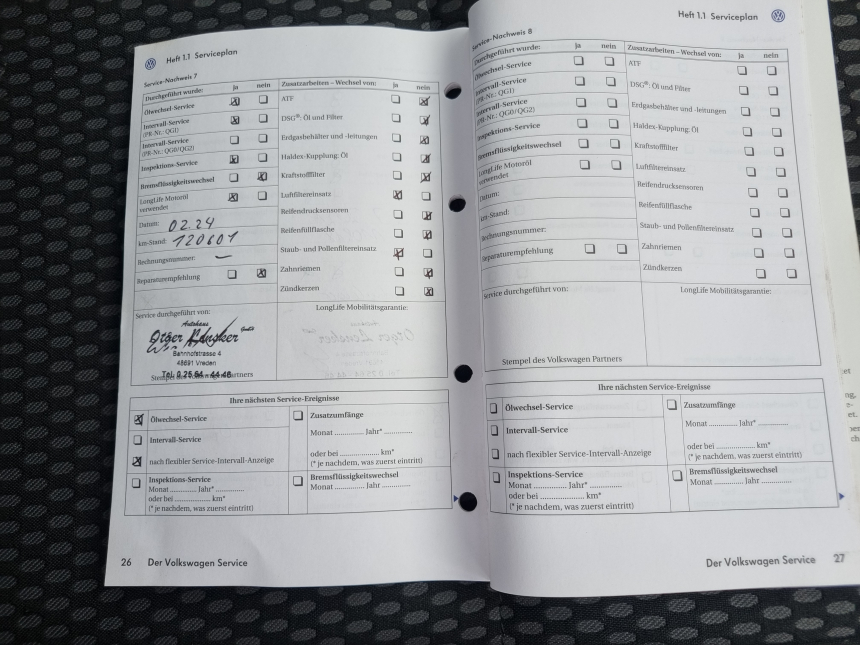 Heft 1.1 Serviceplan
Service-Nachweis 7
Durchgeführt wurde: ja nein
Ölwechsel-Service
Intervall-Service
(PR-Nr.: QG1)
Intervall-Service
(PR-Nr.: QG0/QG2)
Inspektions-Service
Bremsflüssigkeitswechsel
LongLife Motoröl
verwendet
Datum: 02.24
km-Stand: 120601
Rechnungsnummer: —
Reparaturempfehlung
Zusatzarbeiten – Wechsel von: ja nein
ATF
DSG®: Öl und Filter
Erdgasbehälter und -leitungen
Haldex-Kupplung: Öl
Kraftstofffilter
Luftfiltereinsatz
Reifendrucksensoren
Reifenfüllflasche
Staub- und Pollenfiltereinsatz
Zahnriemen
Zündkerzen
Service durchgeführt von:
Autohaus
Otger GmbH
Bahnhofstrasse 4
48691 Vreden
Tel. 0 25 64 - 44 46
Stempel des Volkswagen Partners
LongLife Mobilitätsgarantie:
Ihre nächsten Service-Ereignisse
Ölwechsel-Service
Intervall-Service
nach flexibler Service-Intervall-Anzeige
Zusatzumfänge
Monat ............. Jahr* .............
oder bei .................... km*
(* je nachdem, was zuerst eintritt)
Inspektions-Service
Monat ............. Jahr* .............
oder bei .................... km*
(* je nachdem, was zuerst eintritt)
Bremsflüssigkeitswechsel
Monat ............. Jahr .............
26 Der Volkswagen Service
Heft 1.1 Serviceplan
Service-Nachweis 8
Durchgeführt wurde: ja nein
Ölwechsel-Service
Intervall-Service
(PR-Nr.: QG1)
Intervall-Service
(PR-Nr.: QG0/QG2)
Inspektions-Service
Bremsflüssigkeitswechsel
LongLife Motoröl
verwendet
Datum:
km-Stand:
Rechnungsnummer:
Reparaturempfehlung
Zusatzarbeiten – Wechsel von: ja nein
ATF
DSG®: Öl und Filter
Erdgasbehälter und -leitungen
Haldex-Kupplung: Öl
Kraftstofffilter
Luftfiltereinsatz
Reifendrucksensoren
Reifenfüllflasche
Staub- und Pollenfiltereinsatz
Zahnriemen
Zündkerzen
Service durchgeführt von:
Stempel des Volkswagen Partners
LongLife Mobilitätsgarantie:
Ihre nächsten Service-Ereignisse
Ölwechsel-Service
Intervall-Service
nach flexibler Service-Intervall-Anzeige
Zusatzumfänge
Monat ............. Jahr* .............
oder bei .................... km*
(* je nachdem, was zuerst eintritt)
Inspektions-Service
Monat ............. Jahr* .............
oder bei .................... km*
(* je nachdem, was zuerst eintritt)
Bremsflüssigkeitswechsel
Monat ............. Jahr .............
Der Volkswagen Service 27